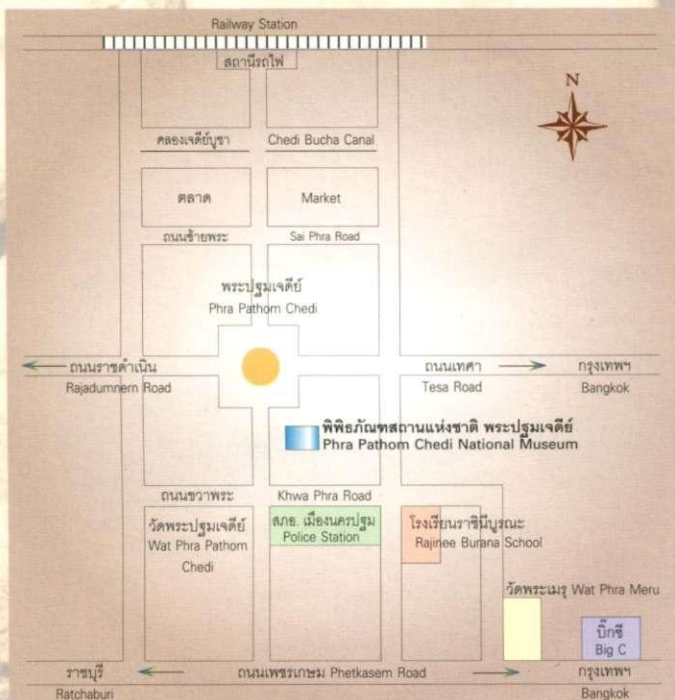 Railway Station
สถานีรถไฟ
N
คลองเจดีย์บูชา Chedi Bucha Canal
ตลาด Market
ถนนซ้ายพระ Sai Phra Road
พระปฐมเจดีย์
Phra Pathom Chedi
ถนนราชดำเนิน ถนนเทศา กรุงเทพฯ
Rajadumnern Road Tesa Road Bangkok
พิพิธภัณฑสถานแห่งชาติ พระปฐมเจดีย์
Phra Pathom Chedi National Museum
ถนนขวาพระ Khwa Phra Road
วัดพระปฐมเจดีย์
Wat Phra Pathom
Chedi
สภอ. เมืองนครปฐม
Police Station
โรงเรียนราชินีบูรณะ
Rajinee Burana School
วัดพระเมรุ Wat Phra Meru
บิ๊กซี
Big C
ราชบุรี ถนนเพชรเกษม Phetkasem Road กรุงเทพฯ
Ratchaburi Bangkok